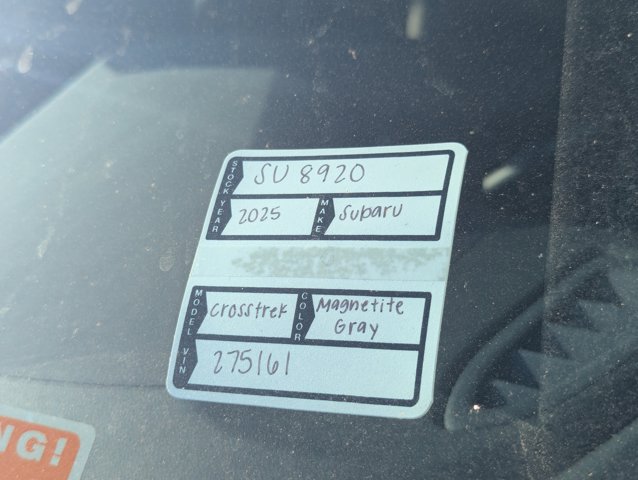 STOCK SU 8920
YEAR 2025 MAKE Subaru
MODEL crosstrek COLOR Magnetite
Gray
VIN 275161
NG!